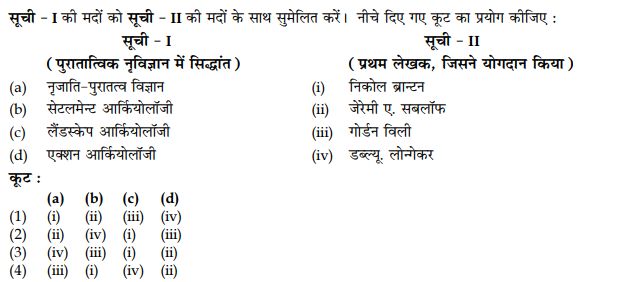 सूची - I की मदों को सूची - II की मदों के साथ सुमेलित करें। नीचे दिए गए कूट का प्रयोग कीजिए :
सूची - I सूची - II
( पुरातात्विक नृविज्ञान में सिद्धांत ) ( प्रथम लेखक, जिसने योगदान किया )
(a) नृजाति-पुरातत्व विज्ञान (i) निकोल ब्रान्टन
(b) सेटलमेन्ट आर्कियोलॉजी (ii) जेरेमी ए. सबलॉफ
(c) लैंडस्केप आर्कियोलॉजी (iii) गोर्डन विली
(d) एक्शन आर्कियोलॉजी (iv) डब्ल्यू. लोन्गेकर
कूट :
(a) (b) (c) (d)
(1) (i) (ii) (iii) (iv)
(2) (ii) (iv) (i) (iii)
(3) (iv) (iii) (i) (ii)
(4) (iii) (i) (iv) (ii)